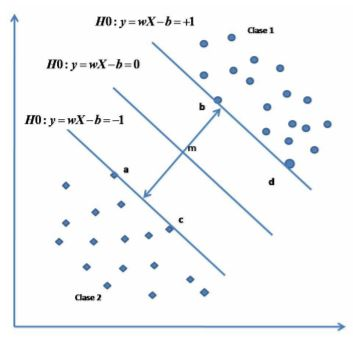 H0: y = wX − b = +1
Clase 1
H0: y = wX − b = 0
b
H0: y = wX − b = −1
m
a
d
c
Clase 2